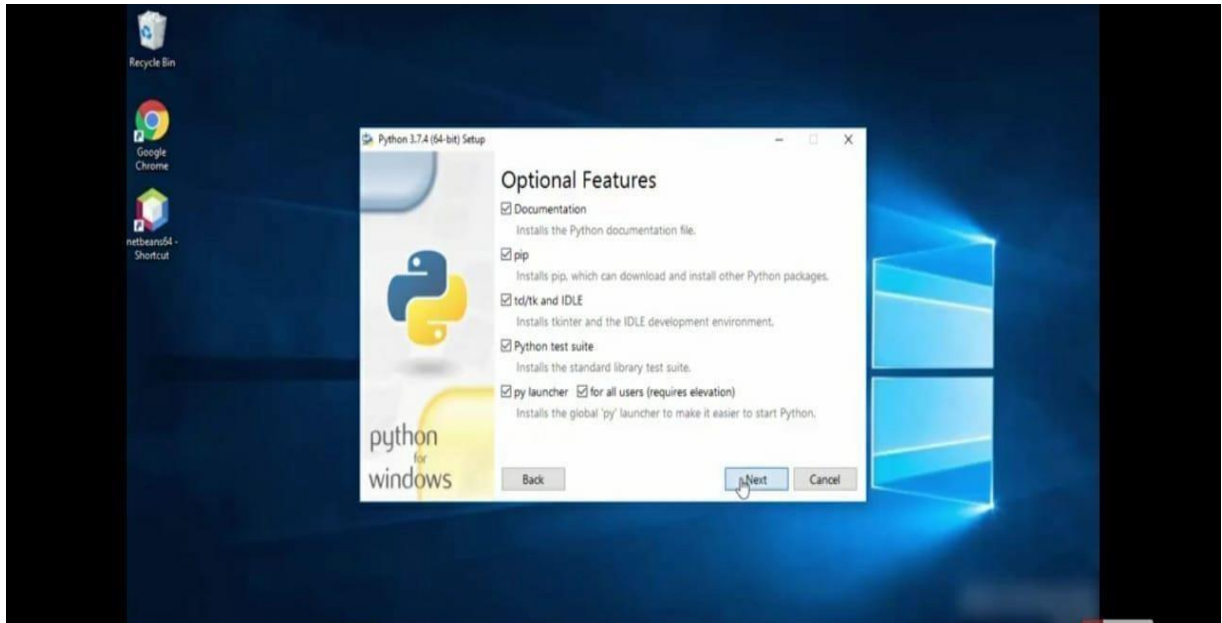 Recycle Bin
Google
Chrome
netbeans64 -
Shortcut
Python 3.7.4 (64-bit) Setup
Optional Features
Documentation
Installs the Python documentation file.
pip
Installs pip, which can download and install other Python packages.
tcl/tk and IDLE
Installs tkinter and the IDLE development environment.
Python test suite
Installs the standard library test suite.
py launcher for all users (requires elevation)
Installs the global 'py' launcher to make it easier to start Python.
python
for
windows
Back Next Cancel